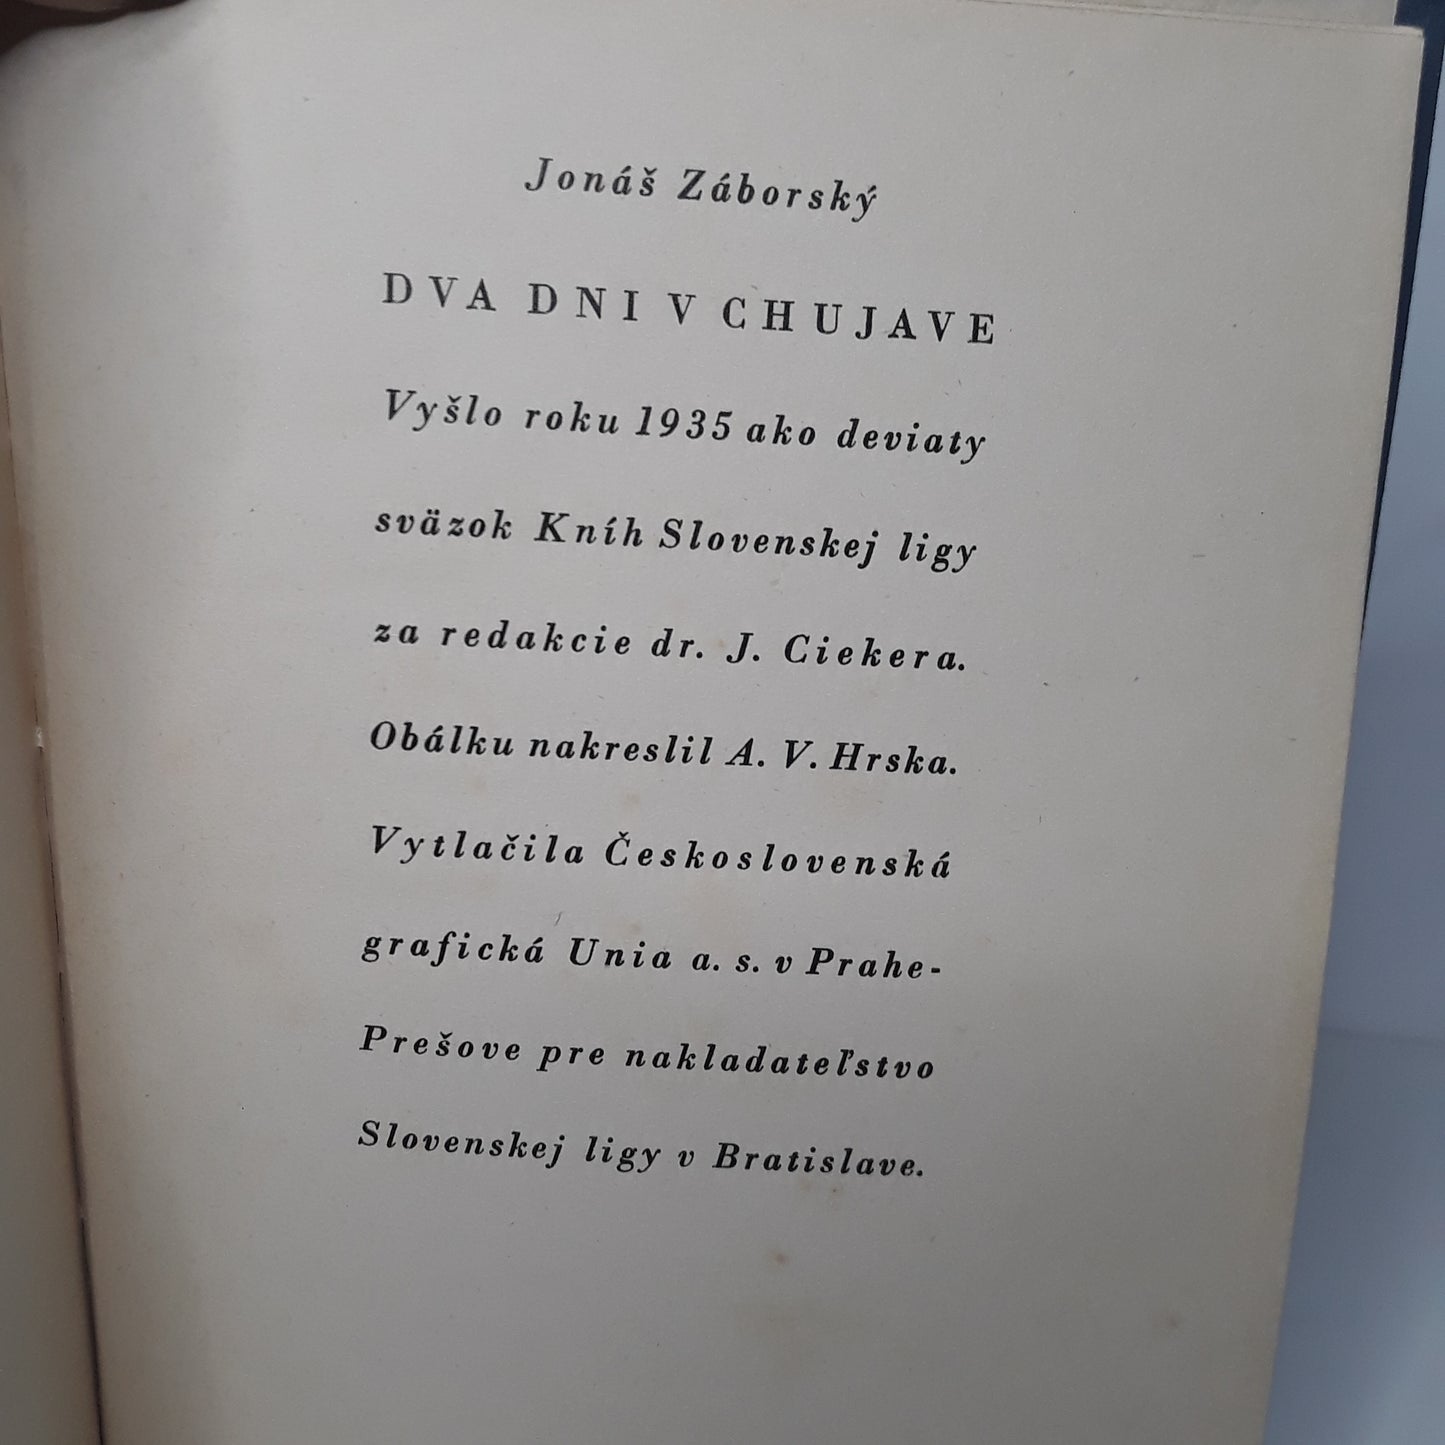 Jonáš Záborský
DVA DNI V CHUJAVE
Vyšlo roku 1935 ako deviaty
sväzok Kníh Slovenskej ligy
za redakcie dr. J. Ciekera.
Obálku nakreslil A. V. Hrska.
Vytlačila Československá
grafická Unia a. s. v Prahe-
Prešove pre nakladateľstvo
Slovenskej ligy v Bratislave.